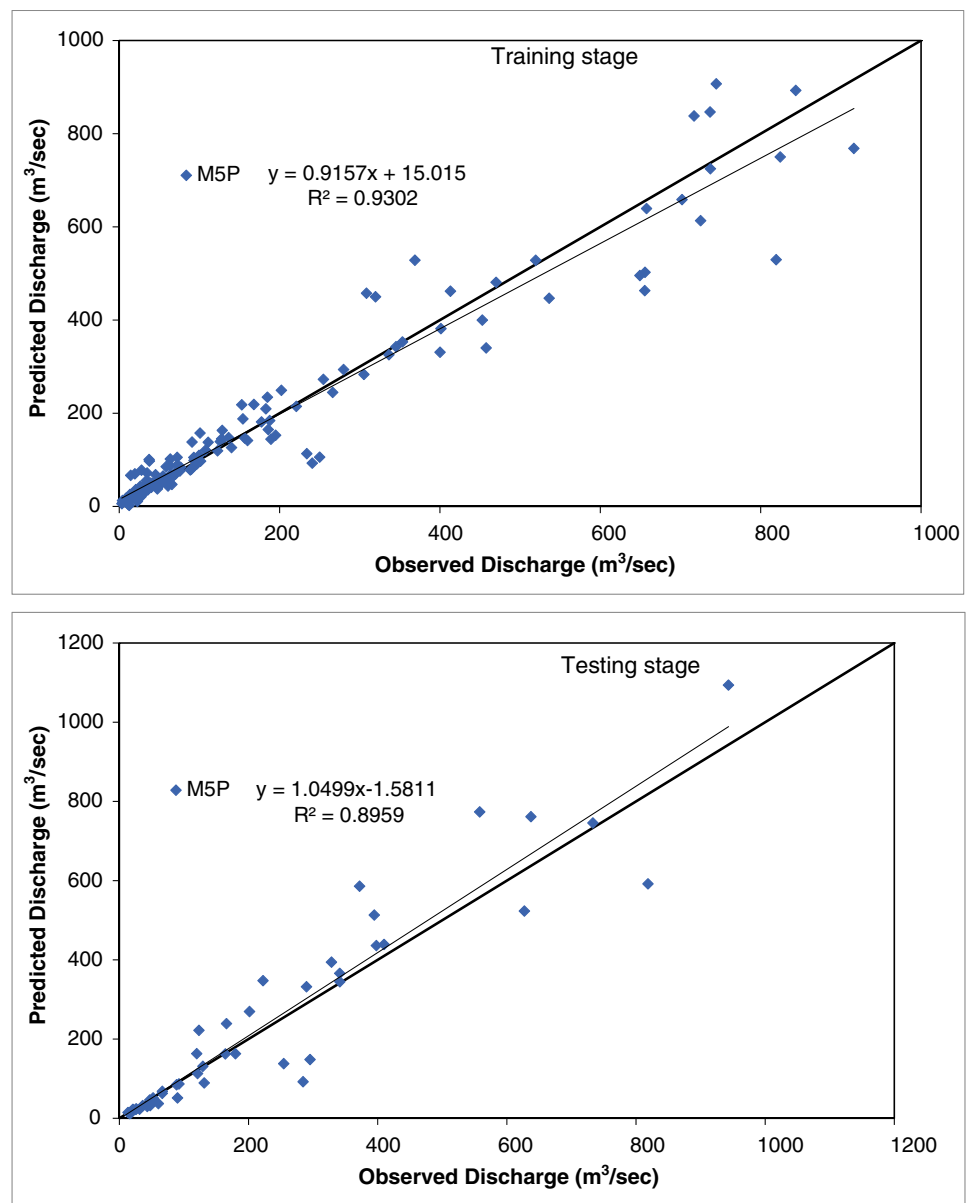 Training stage
1000
800
600
400
200
0
Predicted Discharge (m³/sec)
M5P y = 0.9157x + 15.015
R² = 0.9302
0 200 400 600 800 1000
Observed Discharge (m³/sec)
Testing stage
1200
1000
800
600
400
200
0
Predicted Discharge (m³/sec)
M5P y = 1.0499x-1.5811
R² = 0.8959
0 200 400 600 800 1000 1200
Observed Discharge (m³/sec)